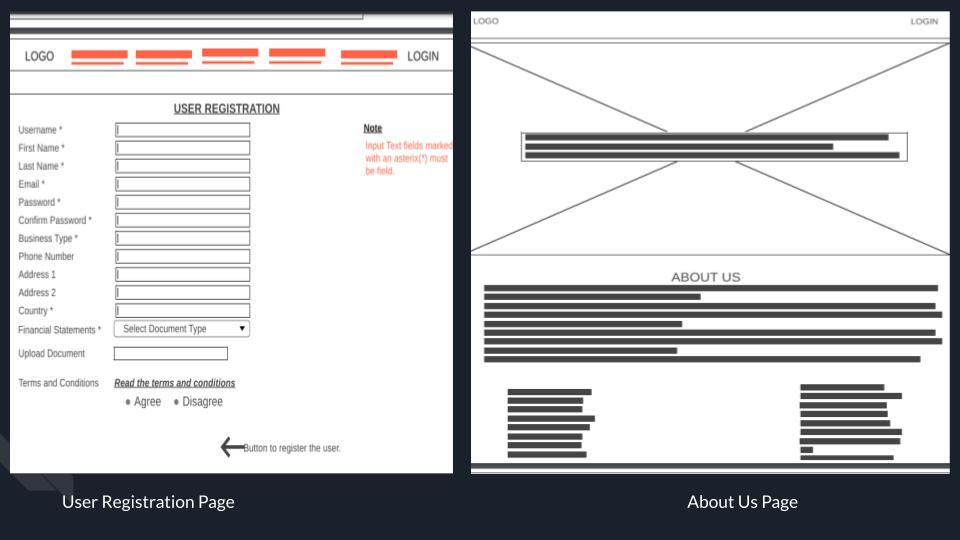 LOGO
LOGIN
USER REGISTRATION
Username *
First Name *
Last Name *
Email *
Password *
Confirm Password *
Business Type *
Phone Number
Address 1
Address 2
Country *
Financial Statements *
Select Document Type
Upload Document
Terms and Conditions
Read the terms and conditions
Agree
Disagree
Button to register the user.
Note
Input Text fields marked
with an asterix(*) must
be field.
User Registration Page
LOGO
LOGIN
ABOUT US
About Us Page